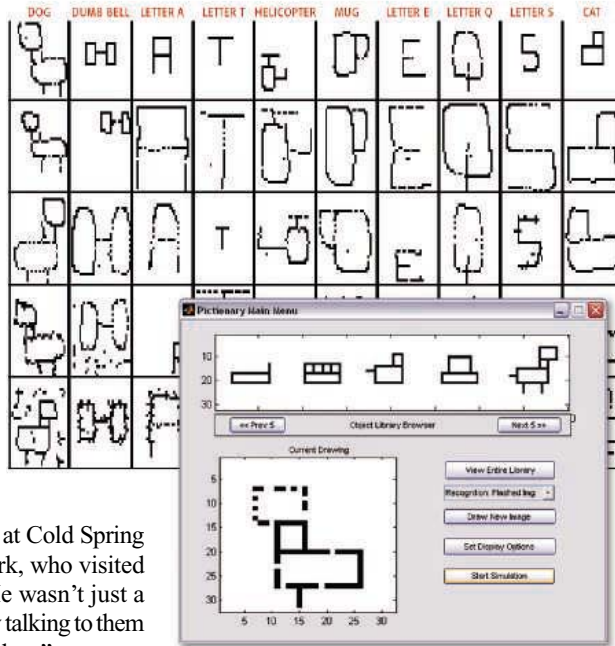 DOG DUMB BELL LETTER A LETTER T HELICOPTER MUG LETTER E LETTER Q LETTER S CAT
Pictionary Main Menu
10
20
30
<< Prev 5 Object Library Browser Next 5 >>
Current Drawing
View Entire Library
5
Recognition: Flashed Img
10
Draw New Image
15
Set Display Options
20
Start Simulation
25
30
5 10 15 20 25 30
at Cold Spring
rk, who visited
e wasn't just a
talking to them